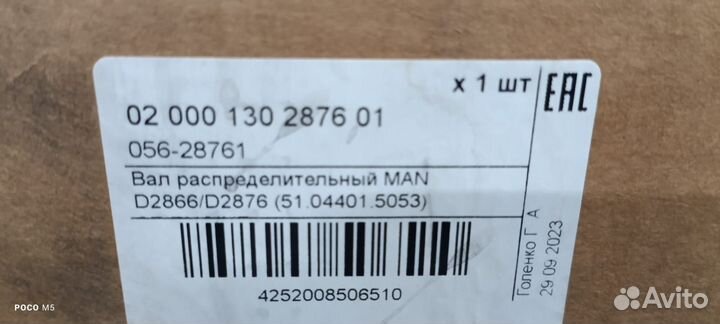 x 1 шт
EAC
02 000 130 2876 01
056-28761
Вал распределительный MAN
D2866/D2876 (51.04401.5053)
4252008506510
Голенко Г А
29 09 2023
POCO M5
Avito